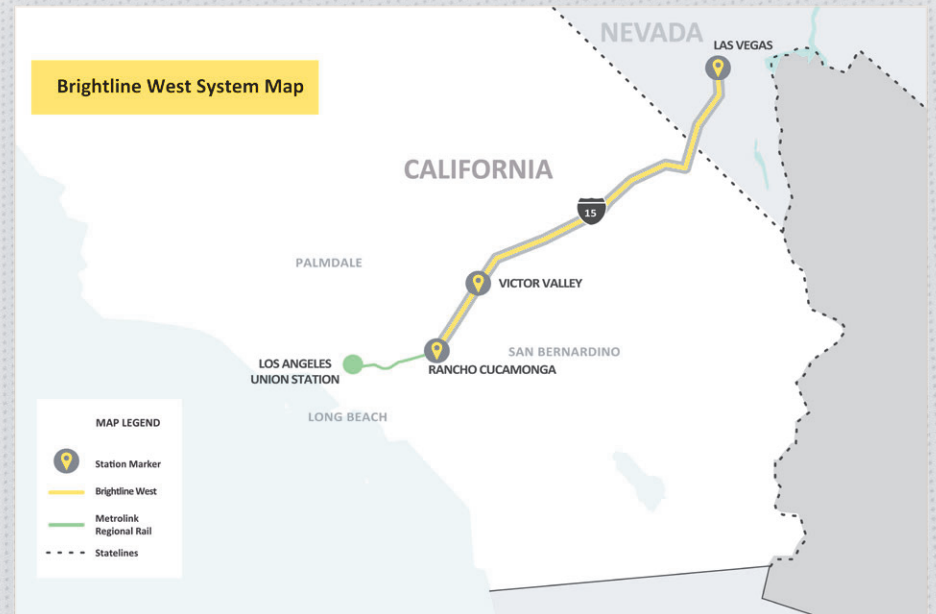 NEVADA
LAS VEGAS
Brightline West System Map
CALIFORNIA
15
PALMDALE
VICTOR VALLEY
LOS ANGELES
UNION STATION
SAN BERNARDINO
RANCHO CUCAMONGA
LONG BEACH
MAP LEGEND
Station Marker
Brightline West
Metrolink
Regional Rail
Statelines